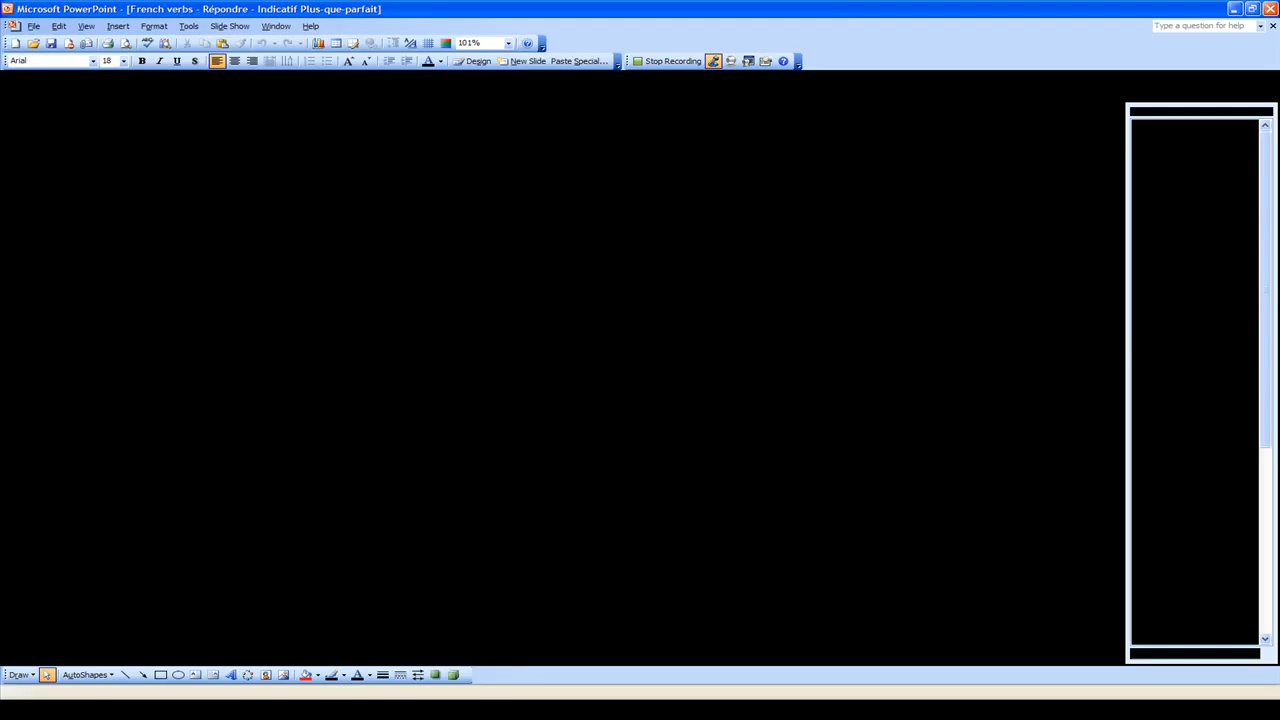 Microsoft PowerPoint - [French verbs - Répondre - Indicatif Plus-que-parfait]
File Edit View Insert Format Tools Slide Show Window Help Type a question for help
101%
Arial 18 B I U S A Design New Slide Paste Special... Stop Recording
Draw AutoShapes A